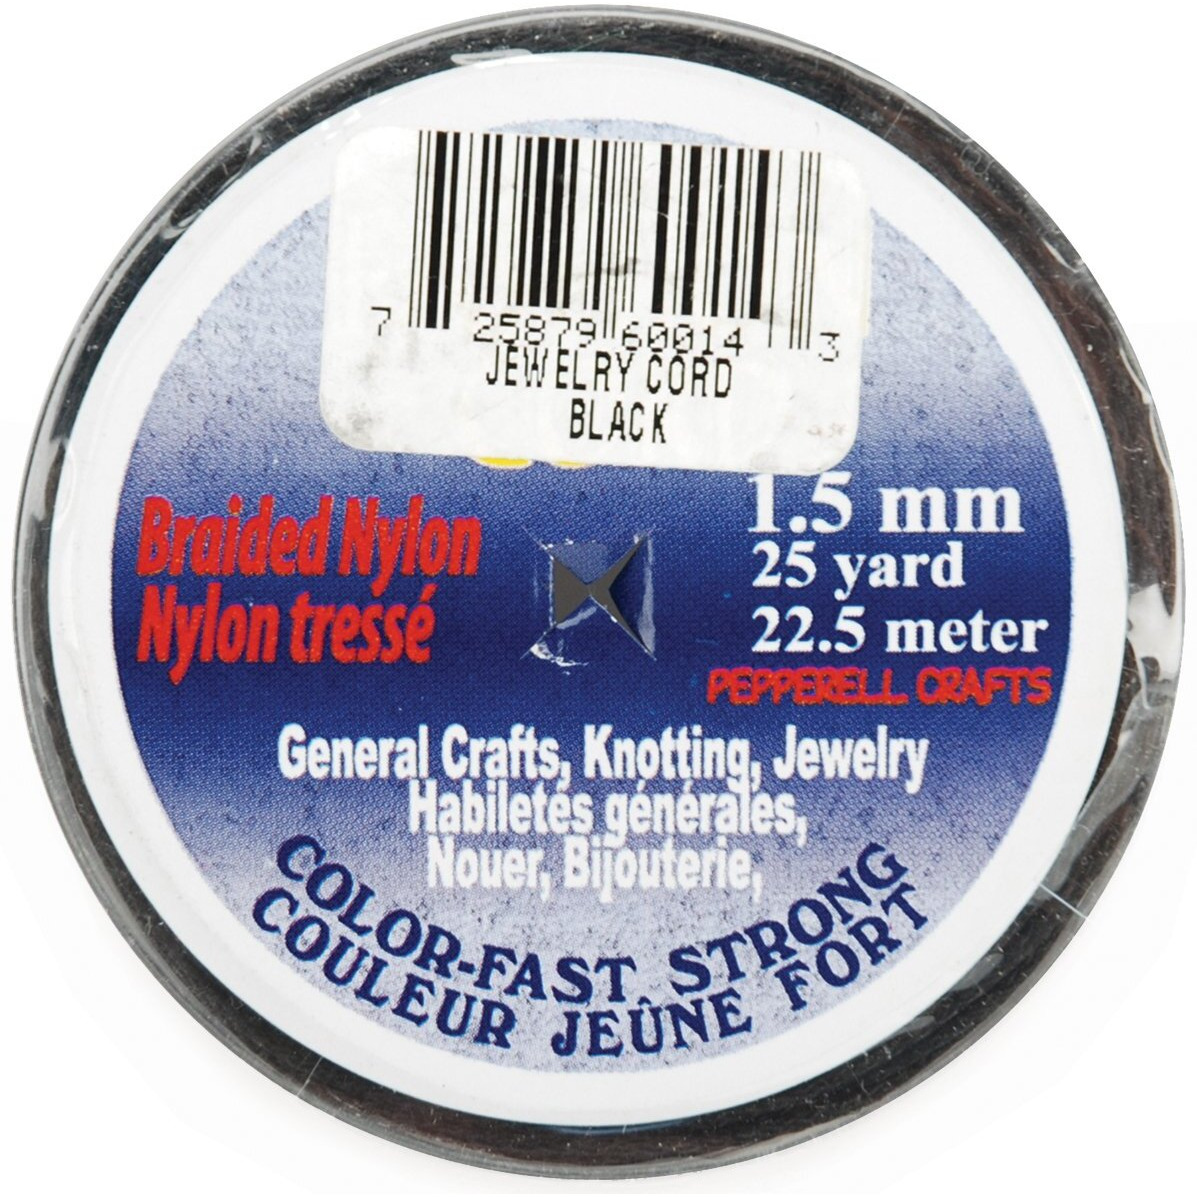 7 25879 60014 3
JEWELRY CORD
BLACK
Braided Nylon
Nylon tressé
1.5 mm
25 yard
22.5 meter
PEPPERELL CRAFTS
General Crafts, Knotting, Jewelry
Habiletés générales,
Nouer, Bijouterie,
COLOR-FAST STRONG
COULEUR JEÛNE FORT